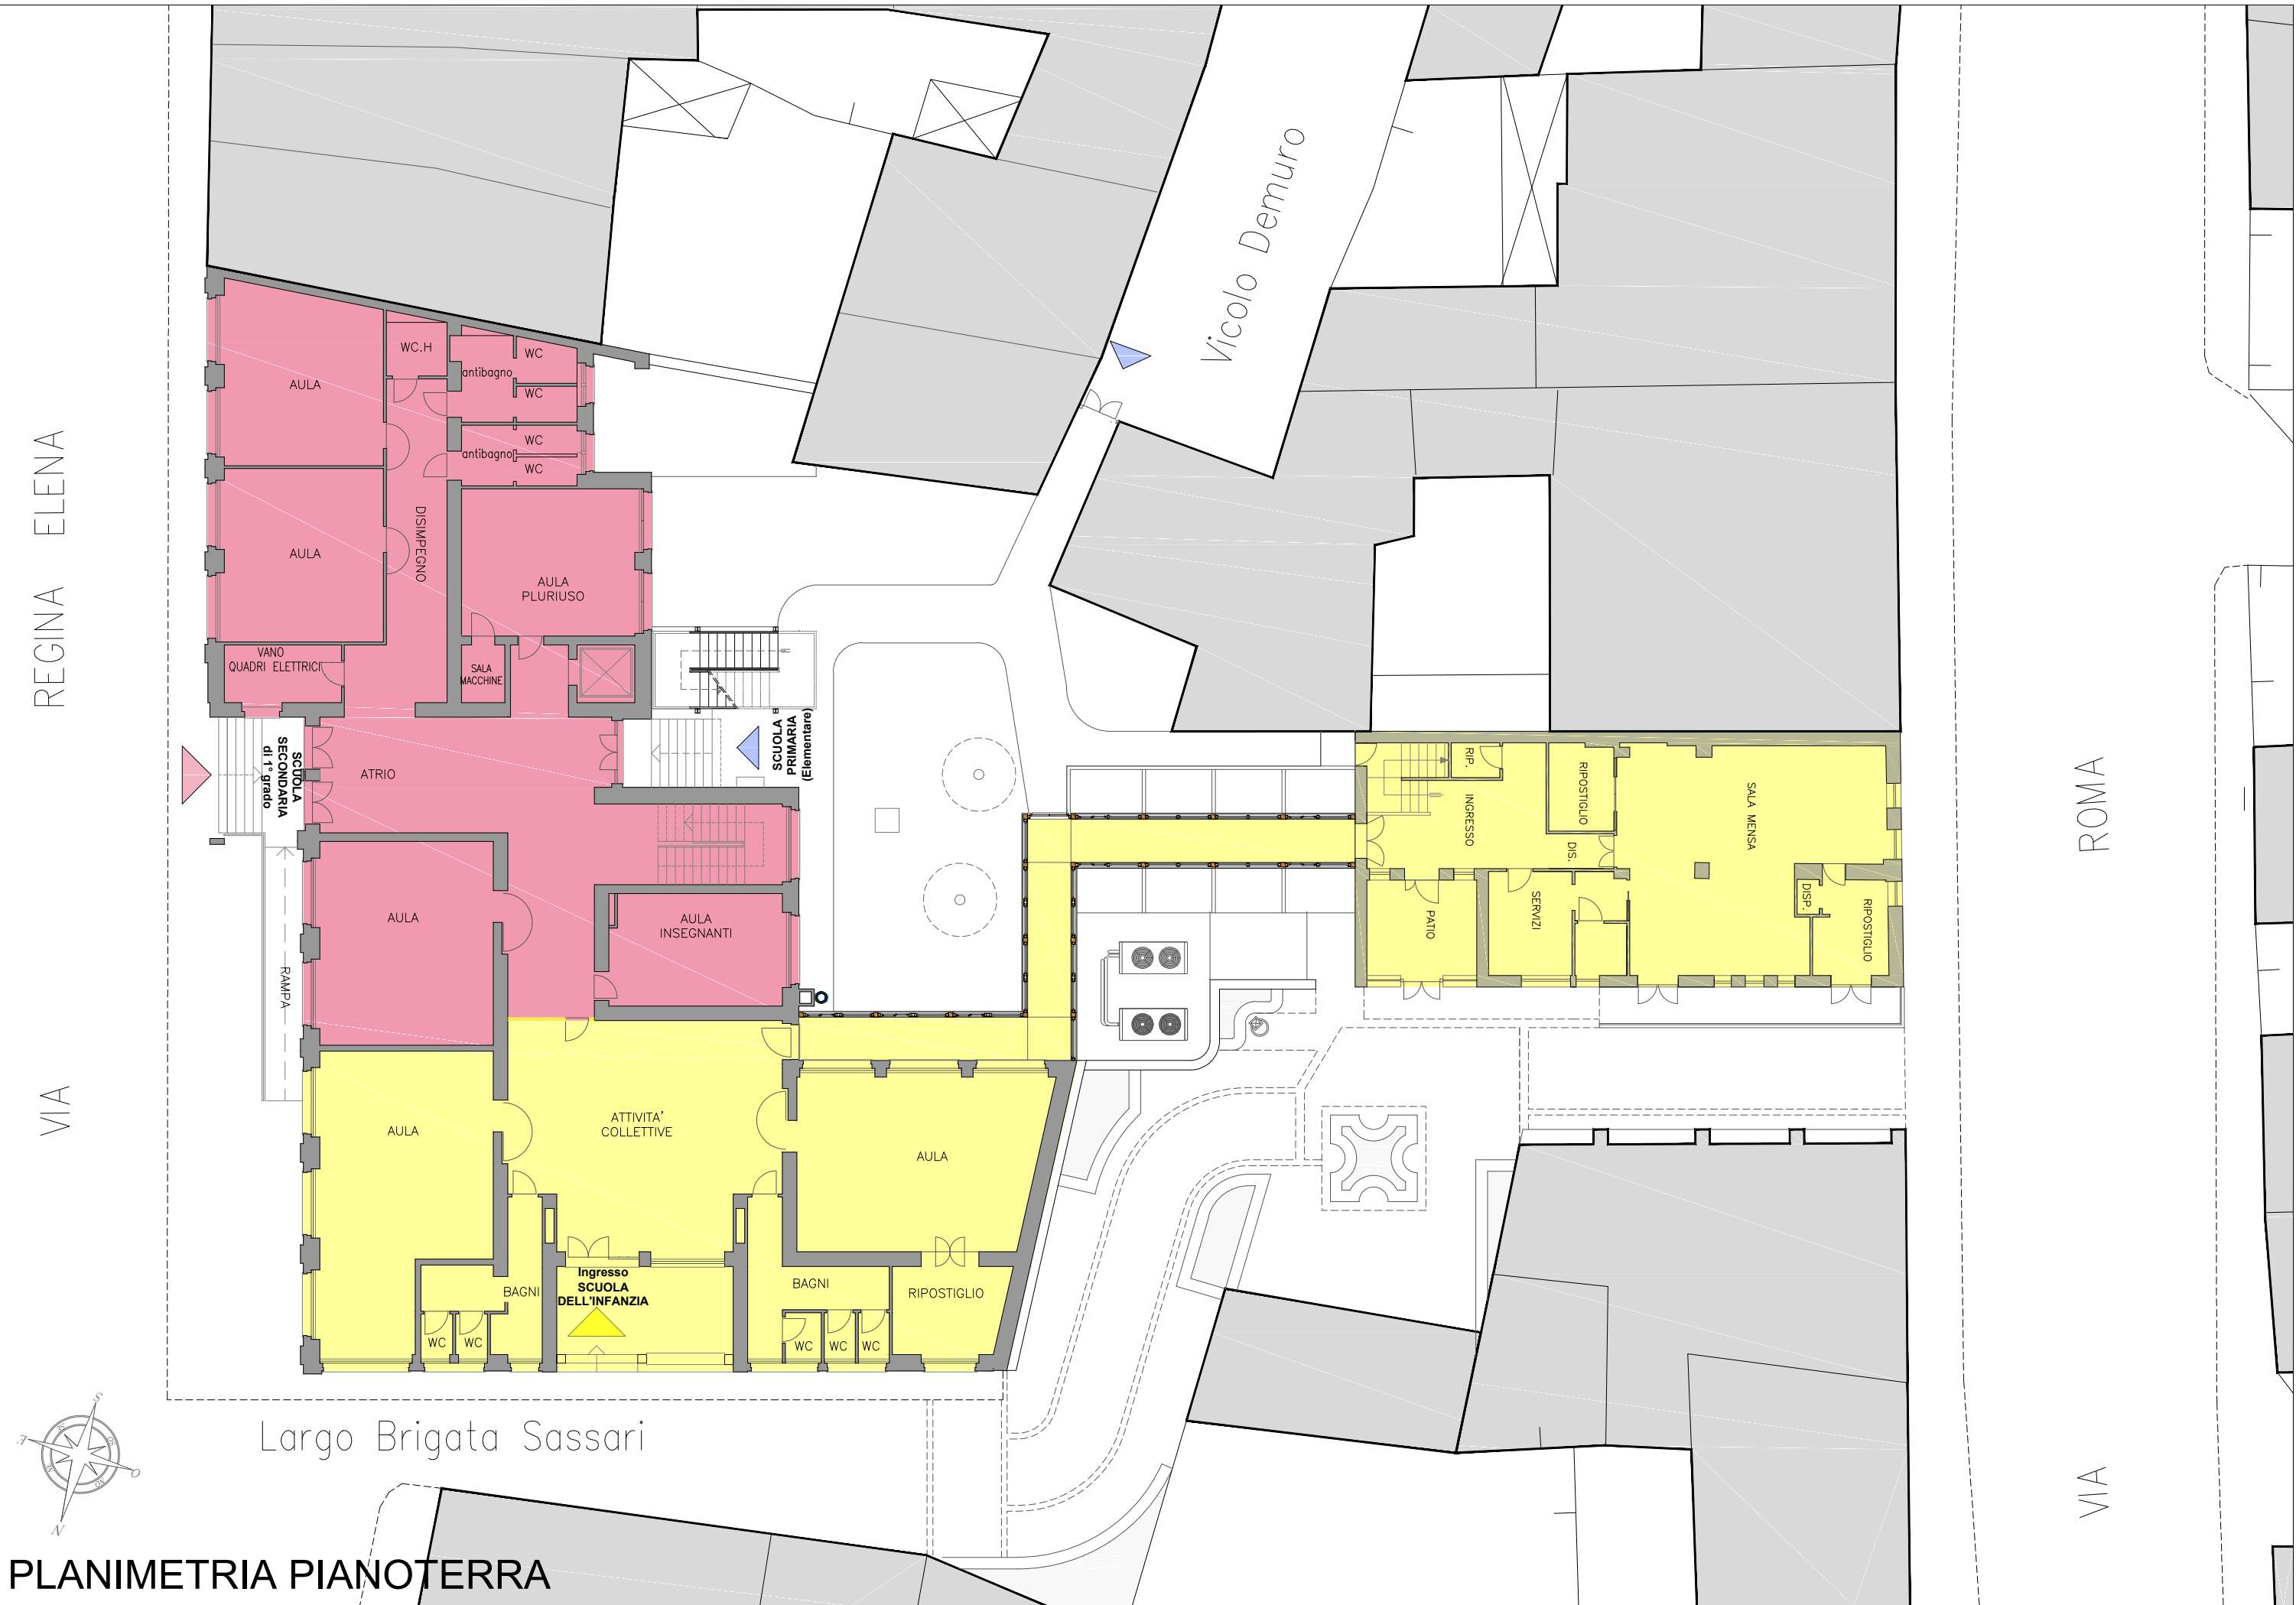 Vicolo Demuro
VIA REGINA ELENA
VIA ROMA
AULA
WC.H
antibagno
WC
WC
antibagno
WC
WC
AULA
DISIMPEGNO
AULA
PLURIUSO
VANO
QUADRI ELETTRICI
SALA
MACCHINE
SCUOLA
SECONDARIA
di 1° grado
ATRIO
SCUOLA
PRIMARIA
(Elementare)
RIP.
RIPOSTIGLIO
INGRESSO
SALA MENSA
DIS.
AULA
AULA
INSEGNANTI
PATIO
SERVIZI
DISP.
RIPOSTIGLIO
RAMPA
AULA
ATTIVITA'
COLLETTIVE
AULA
BAGNI
Ingresso
SCUOLA
DELL'INFANZIA
BAGNI
RIPOSTIGLIO
WC
WC
WC
WC
WC
S
E
O
N
Largo Brigata Sassari
PLANIMETRIA PIANOTERRA